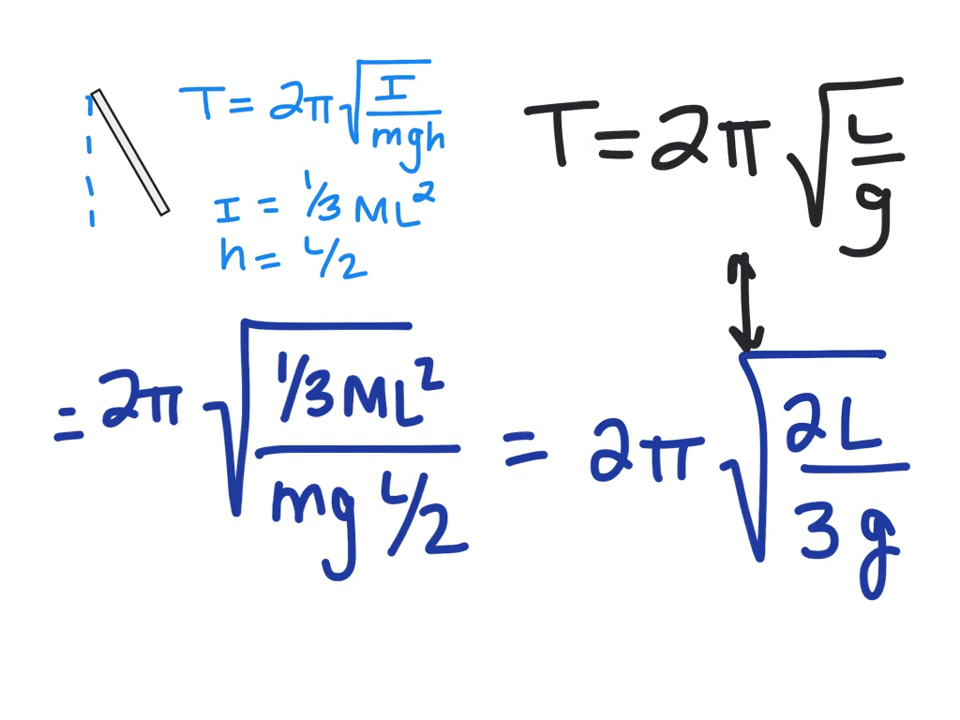 T = 2π √(I/mgh)
I = 1/3 ML²
h = L/2
T = 2π √(L/g)
= 2π √(1/3 ML²/mg L/2) = 2π √(2L/3g)